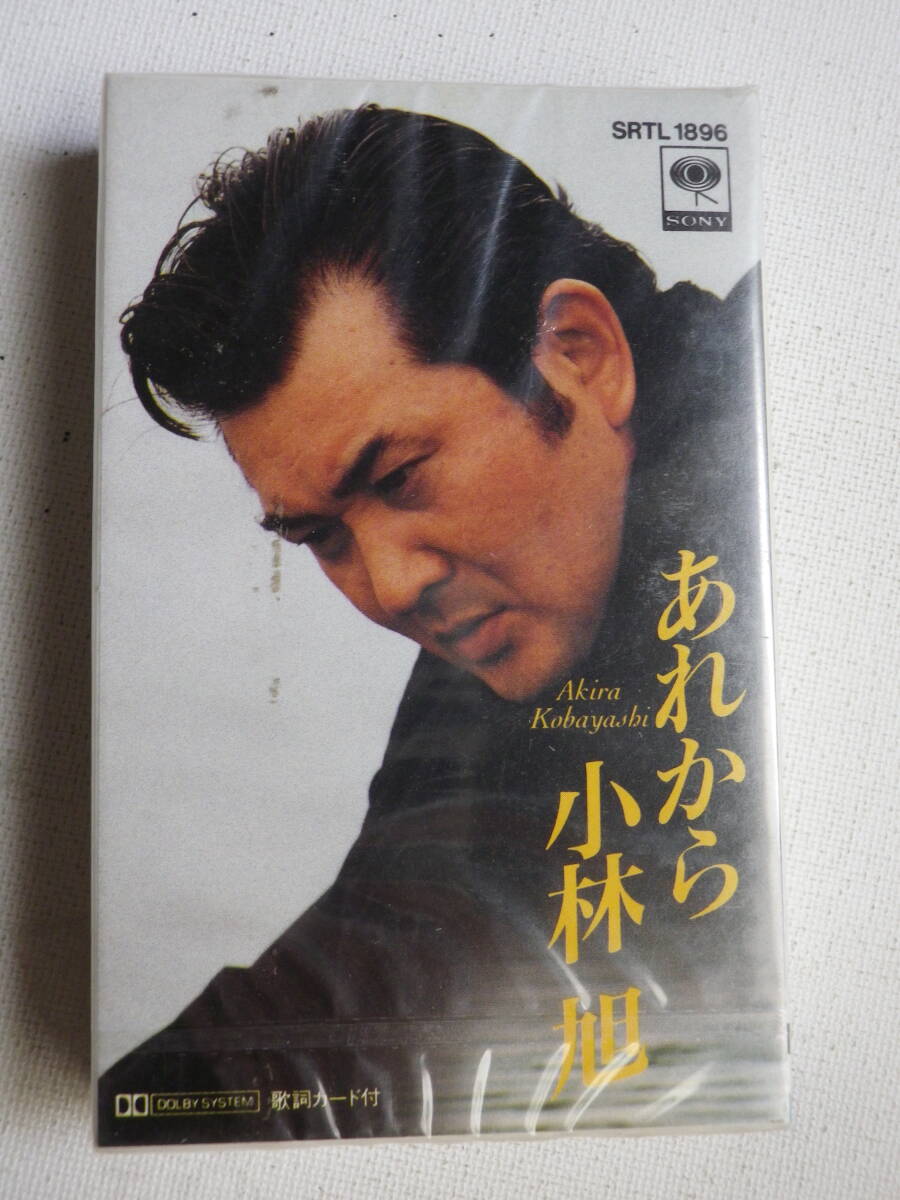 SRTL 1896
SONY
あれから
Akira
Kobayashi
小林 旭
DOLBY SYSTEM
歌詞カード付